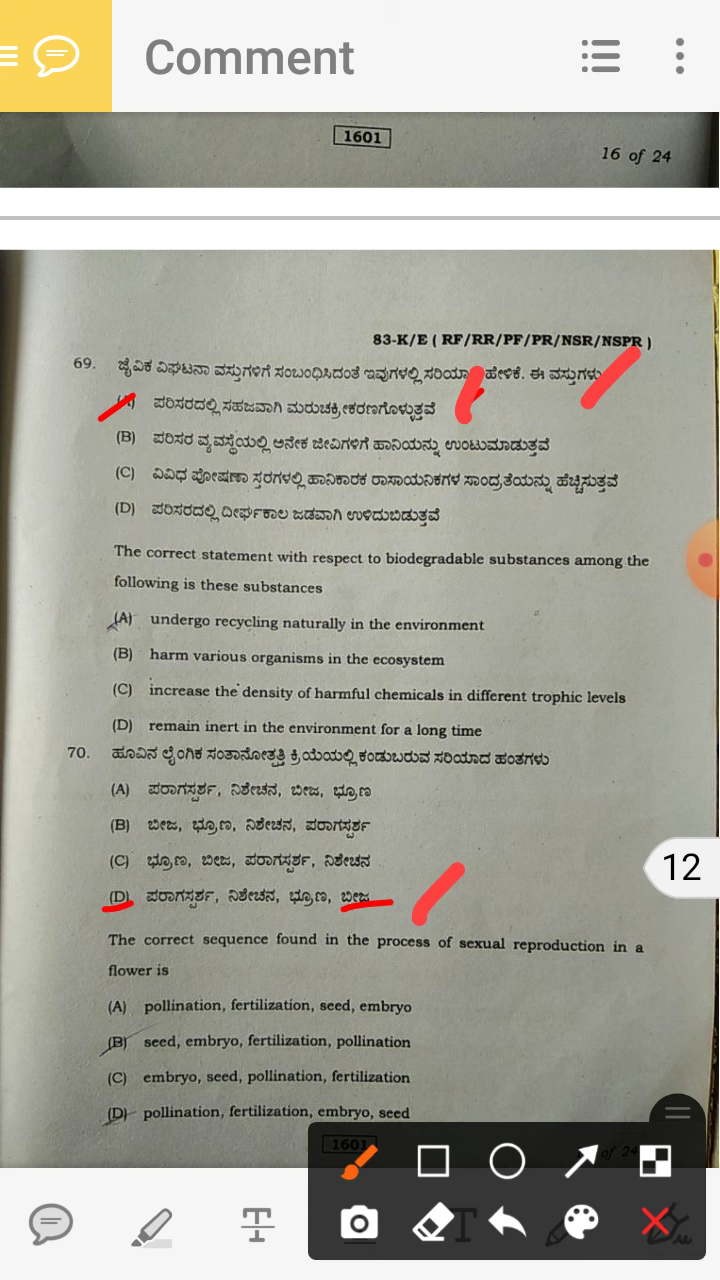 Comment
1601
16 of 24
83-K/E ( RF/RR/PF/PR/NSR/NSPR )
69. ಜೈವಿಕ ವಿಘಟನಾ ವಸ್ತುಗಳಿಗೆ ಸಂಬಂಧಿಸಿದಂತೆ ಇವುಗಳಲ್ಲಿ ಸರಿಯಾದ ಹೇಳಿಕೆ. ಈ ವಸ್ತುಗಳು
(A) ಪರಿಸರದಲ್ಲಿ ಸಹಜವಾಗಿ ಮರುಚಕ್ರೀಕರಣಗೊಳ್ಳುತ್ತವೆ
(B) ಪರಿಸರ ವ್ಯವಸ್ಥೆಯಲ್ಲಿ ಅನೇಕ ಜೀವಿಗಳಿಗೆ ಹಾನಿಯನ್ನು ಉಂಟುಮಾಡುತ್ತವೆ
(C) ವಿವಿಧ ಪೋಷಣಾ ಸ್ತರಗಳಲ್ಲಿ ಹಾನಿಕಾರಕ ರಾಸಾಯನಿಕಗಳ ಸಾಂದ್ರತೆಯನ್ನು ಹೆಚ್ಚಿಸುತ್ತವೆ
(D) ಪರಿಸರದಲ್ಲಿ ದೀರ್ಘಕಾಲ ಜಡವಾಗಿ ಉಳಿದುಬಿಡುತ್ತವೆ
The correct statement with respect to biodegradable substances among the
following is these substances
(A) undergo recycling naturally in the environment
(B) harm various organisms in the ecosystem
(C) increase the density of harmful chemicals in different trophic levels
(D) remain inert in the environment for a long time
70. ಹೂವಿನ ಲೈಂಗಿಕ ಸಂತಾನೋತ್ಪತ್ತಿ ಕ್ರಿಯೆಯಲ್ಲಿ ಕಂಡುಬರುವ ಸರಿಯಾದ ಹಂತಗಳು
(A) ಪರಾಗಸ್ಪರ್ಶ, ನಿಶೇಚನ, ಬೀಜ, ಭ್ರೂಣ
(B) ಬೀಜ, ಭ್ರೂಣ, ನಿಶೇಚನ, ಪರಾಗಸ್ಪರ್ಶ
(C) ಭ್ರೂಣ, ಬೀಜ, ಪರಾಗಸ್ಪರ್ಶ, ನಿಶೇಚನ
(D) ಪರಾಗಸ್ಪರ್ಶ, ನಿಶೇಚನ, ಭ್ರೂಣ, ಬೀಜ
12
The correct sequence found in the process of sexual reproduction in a
flower is
(A) pollination, fertilization, seed, embryo
(B) seed, embryo, fertilization, pollination
(C) embryo, seed, pollination, fertilization
(D) pollination, fertilization, embryo, seed
1601
of 24